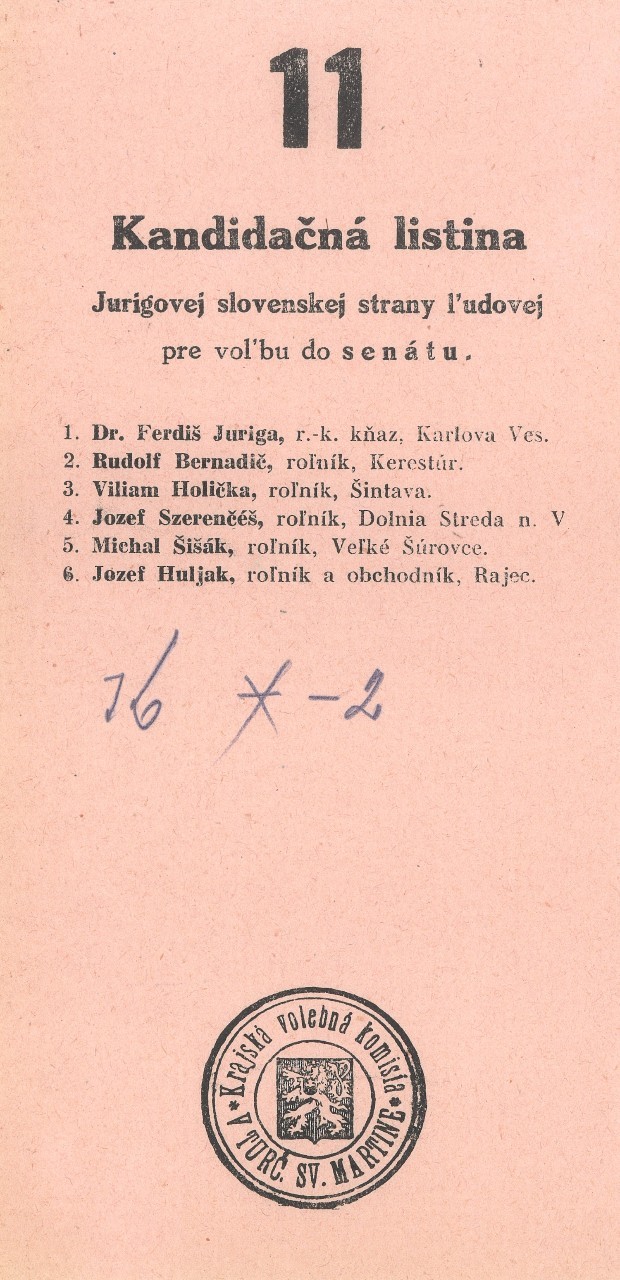 11
Kandidačná listina
Jurigovej slovenskej strany ľudovej
pre voľbu do senátu.
1. Dr. Ferdiš Juriga, r.-k. kňaz, Karlova Ves.
2. Rudolf Bernadič, roľník, Kerestúr.
3. Viliam Holička, roľník, Šintava.
4. Jozef Szerenčéš, roľník, Dolnia Streda n. V
5. Michal Šišák, roľník, Veľké Šúrovce.
6. Jozef Huljak, roľník a obchodník, Rajec.
16 X - 2
* Krajská volebná komisia *
V TURČ. SV. MARTINE